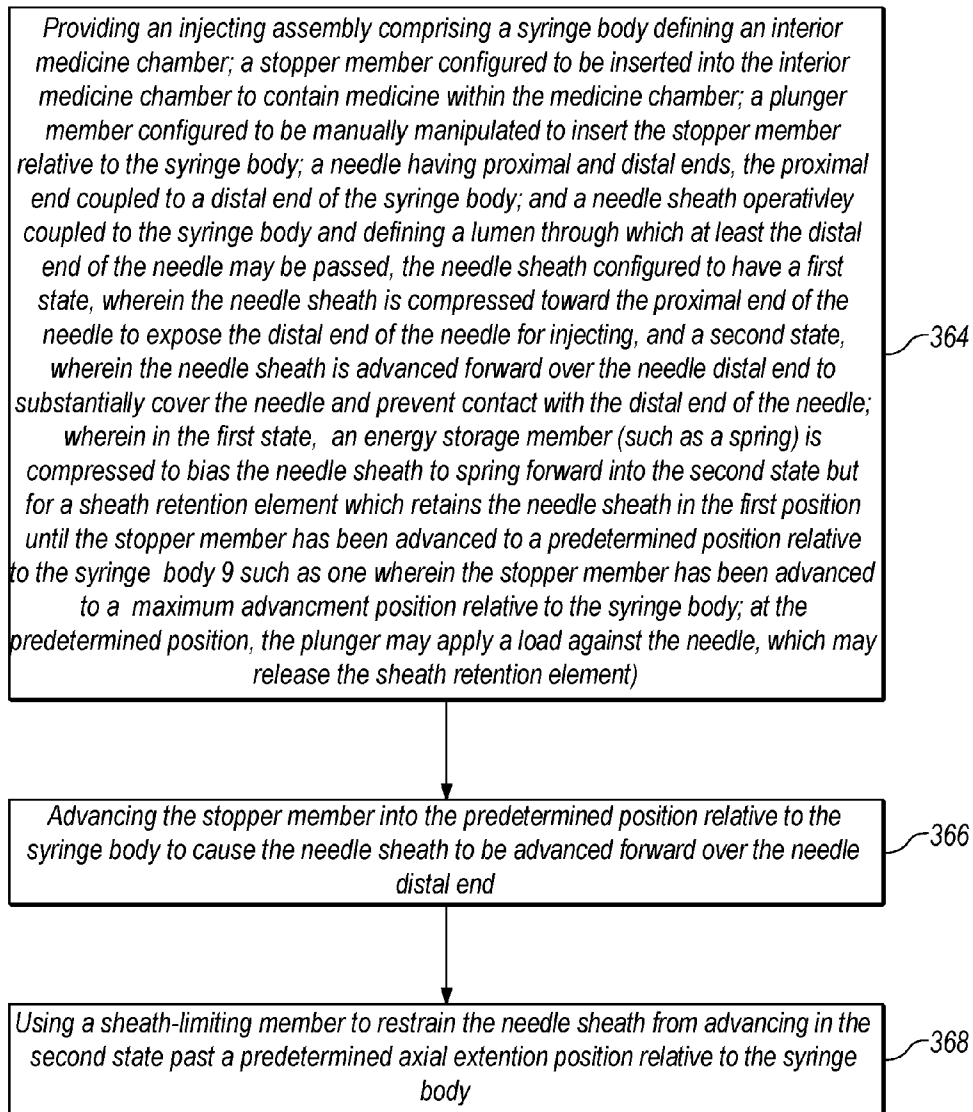 Providing an injecting assembly comprising a syringe body defining an interior
medicine chamber; a stopper member configured to be inserted into the interior
medicine chamber to contain medicine within the medicine chamber; a plunger
member configured to be manually manipulated to insert the stopper member
relative to the syringe body; a needle having proximal and distal ends, the proximal
end coupled to a distal end of the syringe body; and a needle sheath operativley
coupled to the syringe body and defining a lumen through which at least the distal
end of the needle may be passed, the needle sheath configured to have a first
state, wherein the needle sheath is compressed toward the proximal end of the
needle to expose the distal end of the needle for injecting, and a second state,
wherein the needle sheath is advanced forward over the needle distal end to
substantially cover the needle and prevent contact with the distal end of the needle;
wherein in the first state, an energy storage member (such as a spring) is
compressed to bias the needle sheath to spring forward into the second state but
for a sheath retention element which retains the needle sheath in the first position
until the stopper member has been advanced to a predetermined position relative
to the syringe body 9 such as one wherein the stopper member has been advanced
to a maximum advancment position relative to the syringe body; at the
predetermined position, the plunger may apply a load against the needle, which may
release the sheath retention element)
364
Advancing the stopper member into the predetermined position relative to the
syringe body to cause the needle sheath to be advanced forward over the needle
distal end
366
Using a sheath-limiting member to restrain the needle sheath from advancing in the
second state past a predetermined axial extention position relative to the syringe
body
368